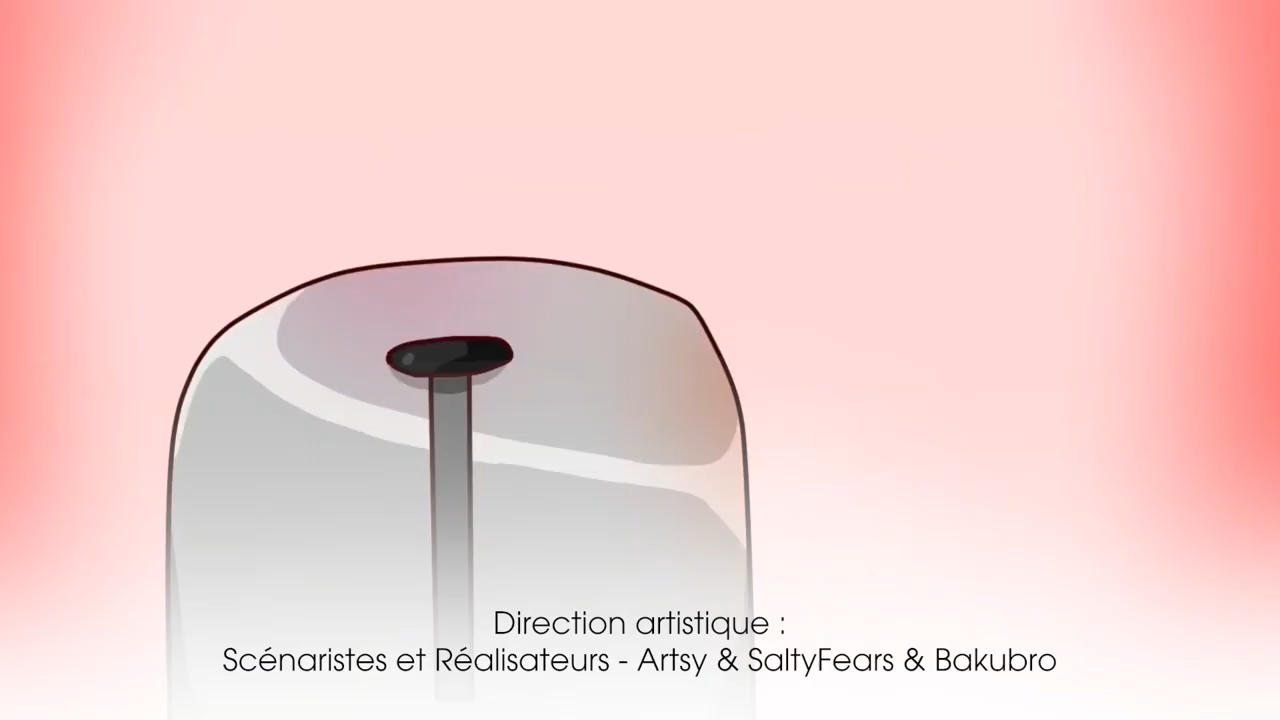 Direction artistique :
Scénaristes et Réalisateurs - Artsy & SaltyFears & Bakubro